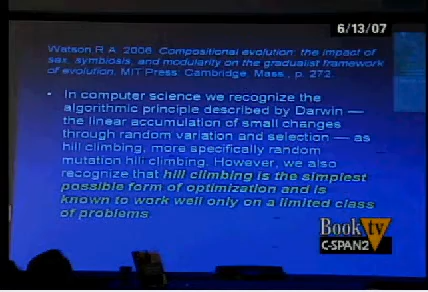 6/13/07
Watson R.A. 2006. Compositional evolution: the impact of
sex, symbiosis, and modularity on the gradualist framework
of evolution. MIT Press: Cambridge, Mass., p. 272.
• In computer science we recognize the
algorithmic principle described by Darwin —
the linear accumulation of small changes
through random variation and selection — as
hill climbing, more specifically random
mutation hill climbing. However, we also
recognize that hill climbing is the simplest
possible form of optimization and is
known to work well only on a limited class
of problems.
Book tv
C-SPAN2